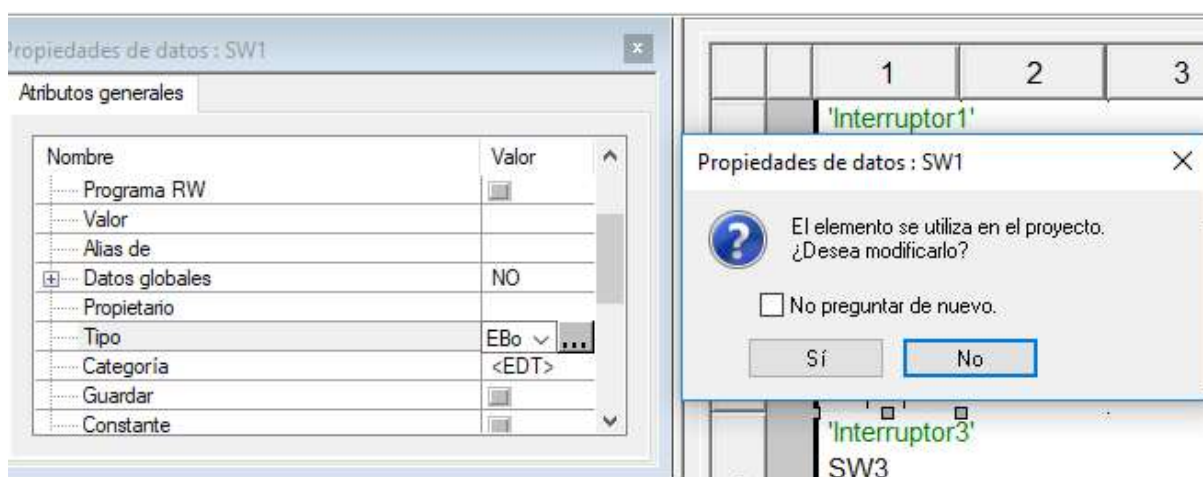 Propiedades de datos : SW1
x
Atributos generales
Nombre Valor
Programa RW
Valor
Alias de
Datos globales NO
Propietario
Tipo EBo ...
Categoría <EDT>
Guardar
Constante
1 2 3
'Interruptor1'
Propiedades de datos : SW1
El elemento se utiliza en el proyecto.
¿Desea modificarlo?
No preguntar de nuevo.
Sí No
'Interruptor3'
SW3